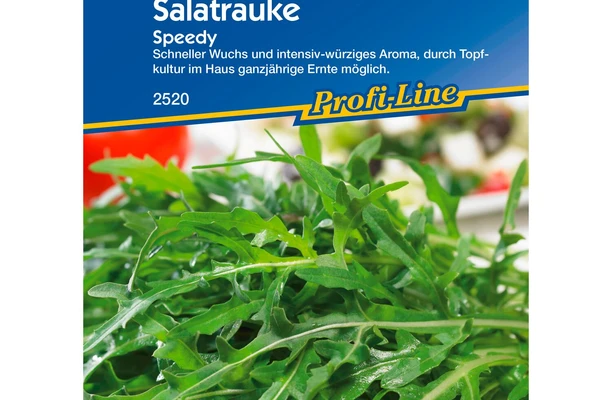 Salatrauke
Speedy
Schneller Wuchs und intensiv-würziges Aroma, durch Topf-
kultur im Haus ganzjährige Ernte möglich.
2520
Profi-Line